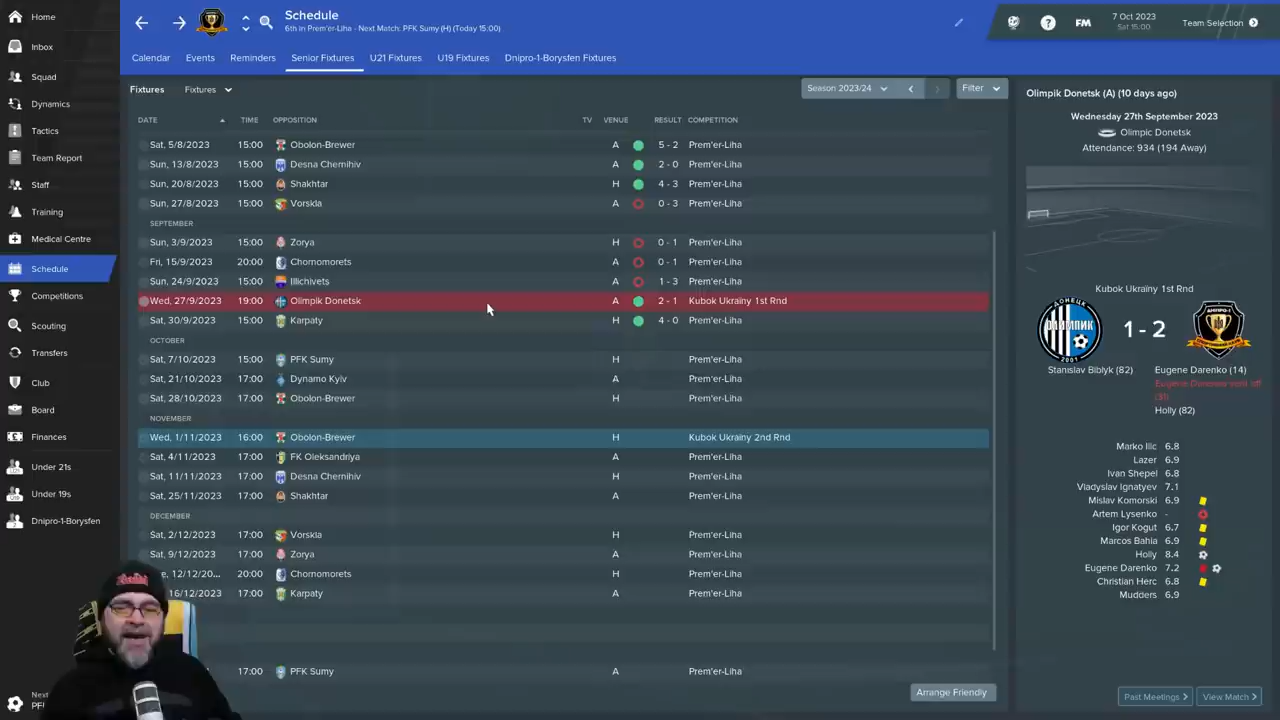 Home
Inbox
Squad
Dynamics
Tactics
Team Report
Staff
Training
Medical Centre
Schedule
Competitions
Scouting
Transfers
Club
Board
Finances
Under 21s
Under 19s
Dnipro-1-Borysfen
Schedule
6th in Prem'er-Liha - Next Match: PFK Sumy (H) (Today 15:00)
FM
7 Oct 2023
Sat 15:00
Team Selection
Calendar Events Reminders Senior Fixtures U21 Fixtures U19 Fixtures Dnipro-1-Borysfen Fixtures
Fixtures Fixtures Season 2023/24 Filter
DATE TIME OPPOSITION TV VENUE RESULT COMPETITION
Sat, 5/8/2023 15:00 Obolon-Brewer A 5 - 2 Prem'er-Liha
Sun, 13/8/2023 15:00 Desna Chernihiv A 2 - 0 Prem'er-Liha
Sun, 20/8/2023 15:00 Shakhtar H 4 - 3 Prem'er-Liha
Sun, 27/8/2023 15:00 Vorskla A 0 - 3 Prem'er-Liha
SEPTEMBER
Sun, 3/9/2023 15:00 Zorya H 0 - 1 Prem'er-Liha
Fri, 15/9/2023 20:00 Chornomorets A 0 - 1 Prem'er-Liha
Sun, 24/9/2023 15:00 Illichivets A 1 - 3 Prem'er-Liha
Wed, 27/9/2023 19:00 Olimpik Donetsk A 2 - 1 Kubok Ukraïny 1st Rnd
Sat, 30/9/2023 15:00 Karpaty H 4 - 0 Prem'er-Liha
OCTOBER
Sat, 7/10/2023 15:00 PFK Sumy H Prem'er-Liha
Sat, 21/10/2023 17:00 Dynamo Kyiv A Prem'er-Liha
Sat, 28/10/2023 17:00 Obolon-Brewer H Prem'er-Liha
NOVEMBER
Wed, 1/11/2023 16:00 Obolon-Brewer H Kubok Ukraïny 2nd Rnd
Sat, 4/11/2023 17:00 FK Oleksandriya A Prem'er-Liha
Sat, 11/11/2023 17:00 Desna Chernihiv H Prem'er-Liha
Sat, 25/11/2023 17:00 Shakhtar A Prem'er-Liha
DECEMBER
Sat, 2/12/2023 17:00 Vorskla H Prem'er-Liha
Sat, 9/12/2023 17:00 Zorya A Prem'er-Liha
12/12/20... 20:00 Chornomorets H Prem'er-Liha
16/12/2023 17:00 Karpaty A Prem'er-Liha
17:00 PFK Sumy A Prem'er-Liha
Arrange Friendly
Olimpik Donetsk (A) (10 days ago)
Wednesday 27th September 2023
Olimpic Donetsk
Attendance: 934 (194 Away)
Kubok Ukraïny 1st Rnd
ДОНЕЦК
ОЛИМПИК
2001
1 - 2
Stanislav Biblyk (82)
Eugene Darenko (14)
Eugene Darenko sent off
(31)
Holly (82)
Marko Ilic 6.8
Lazer 6.9
Ivan Shepel 6.8
Vladyslav Ignatyev 7.1
Mislav Komorski 6.9
Artem Lysenko -
Igor Kogut 6.7
Marcos Bahia 6.9
Holly 8.4
Eugene Darenko 7.2
Christian Herc 6.8
Mudders 6.9
Past Meetings View Match